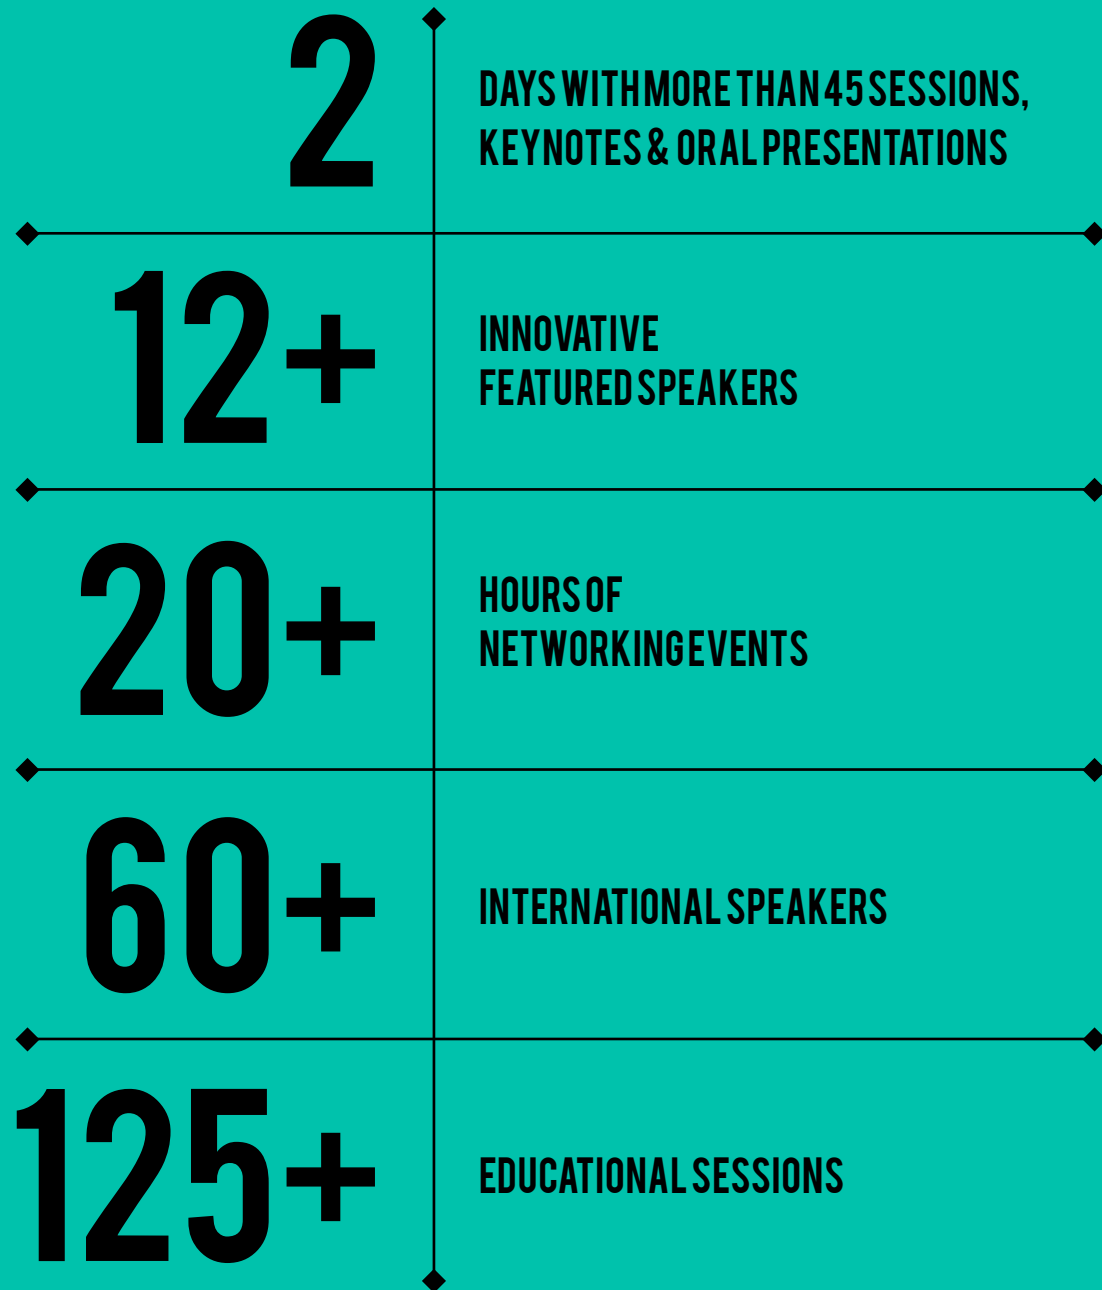 2
DAYS WITH MORE THAN 45 SESSIONS,
KEYNOTES & ORAL PRESENTATIONS
12+
INNOVATIVE
FEATURED SPEAKERS
20+
HOURS OF
NETWORKING EVENTS
60+
INTERNATIONAL SPEAKERS
125+
EDUCATIONAL SESSIONS